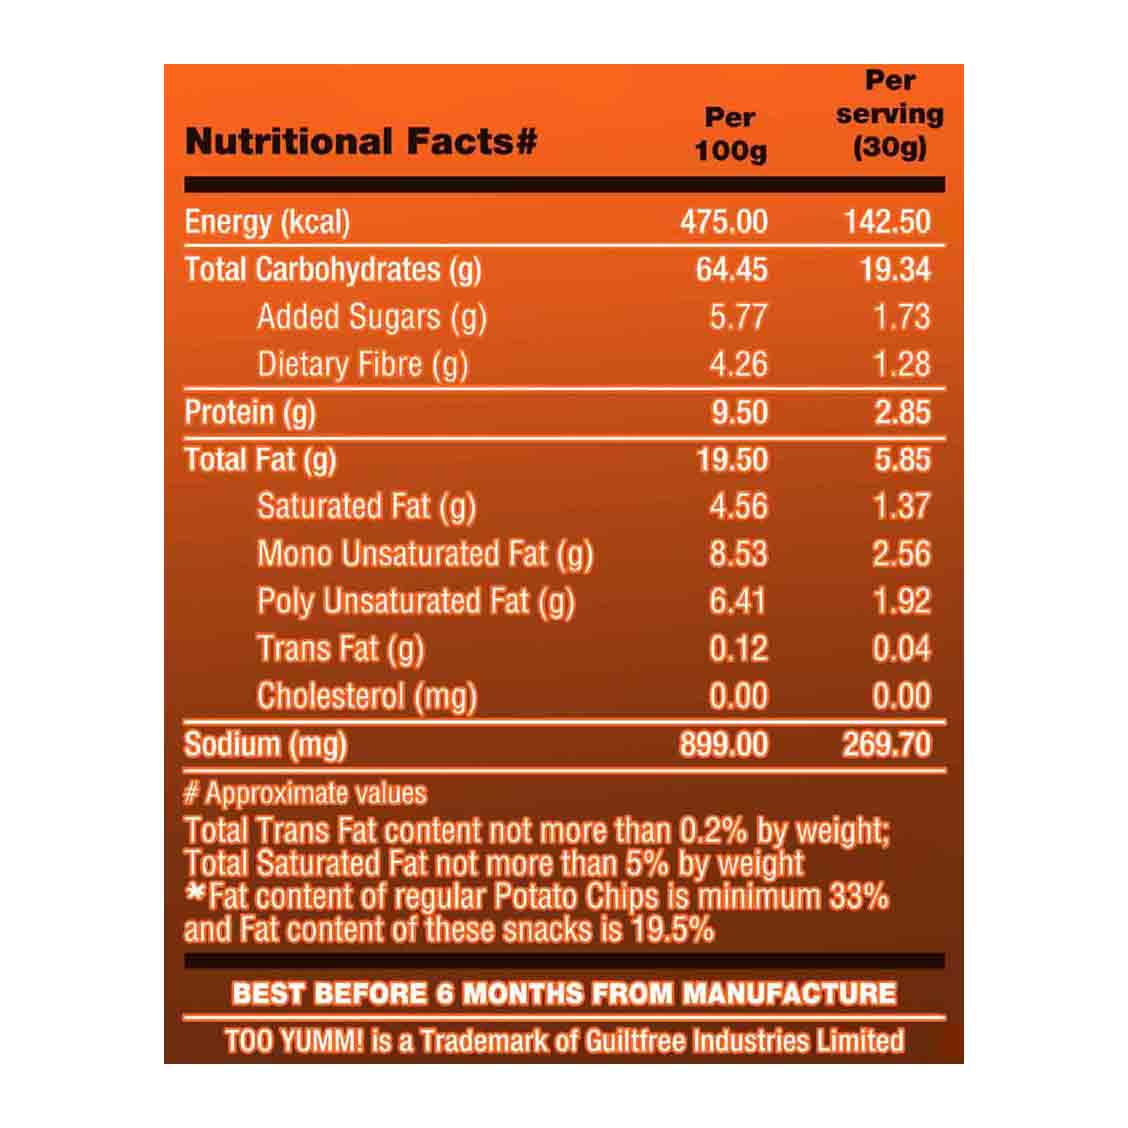 Nutritional Facts# Per 100g Per serving (30g)
Energy (kcal) 475.00 142.50
Total Carbohydrates (g) 64.45 19.34
Added Sugars (g) 5.77 1.73
Dietary Fibre (g) 4.26 1.28
Protein (g) 9.50 2.85
Total Fat (g) 19.50 5.85
Saturated Fat (g) 4.56 1.37
Mono Unsaturated Fat (g) 8.53 2.56
Poly Unsaturated Fat (g) 6.41 1.92
Trans Fat (g) 0.12 0.04
Cholesterol (mg) 0.00 0.00
Sodium (mg) 899.00 269.70
# Approximate values
Total Trans Fat content not more than 0.2% by weight;
Total Saturated Fat not more than 5% by weight
*Fat content of regular Potato Chips is minimum 33%
and Fat content of these snacks is 19.5%
BEST BEFORE 6 MONTHS FROM MANUFACTURE
TOO YUMM! is a Trademark of Guiltfree Industries Limited